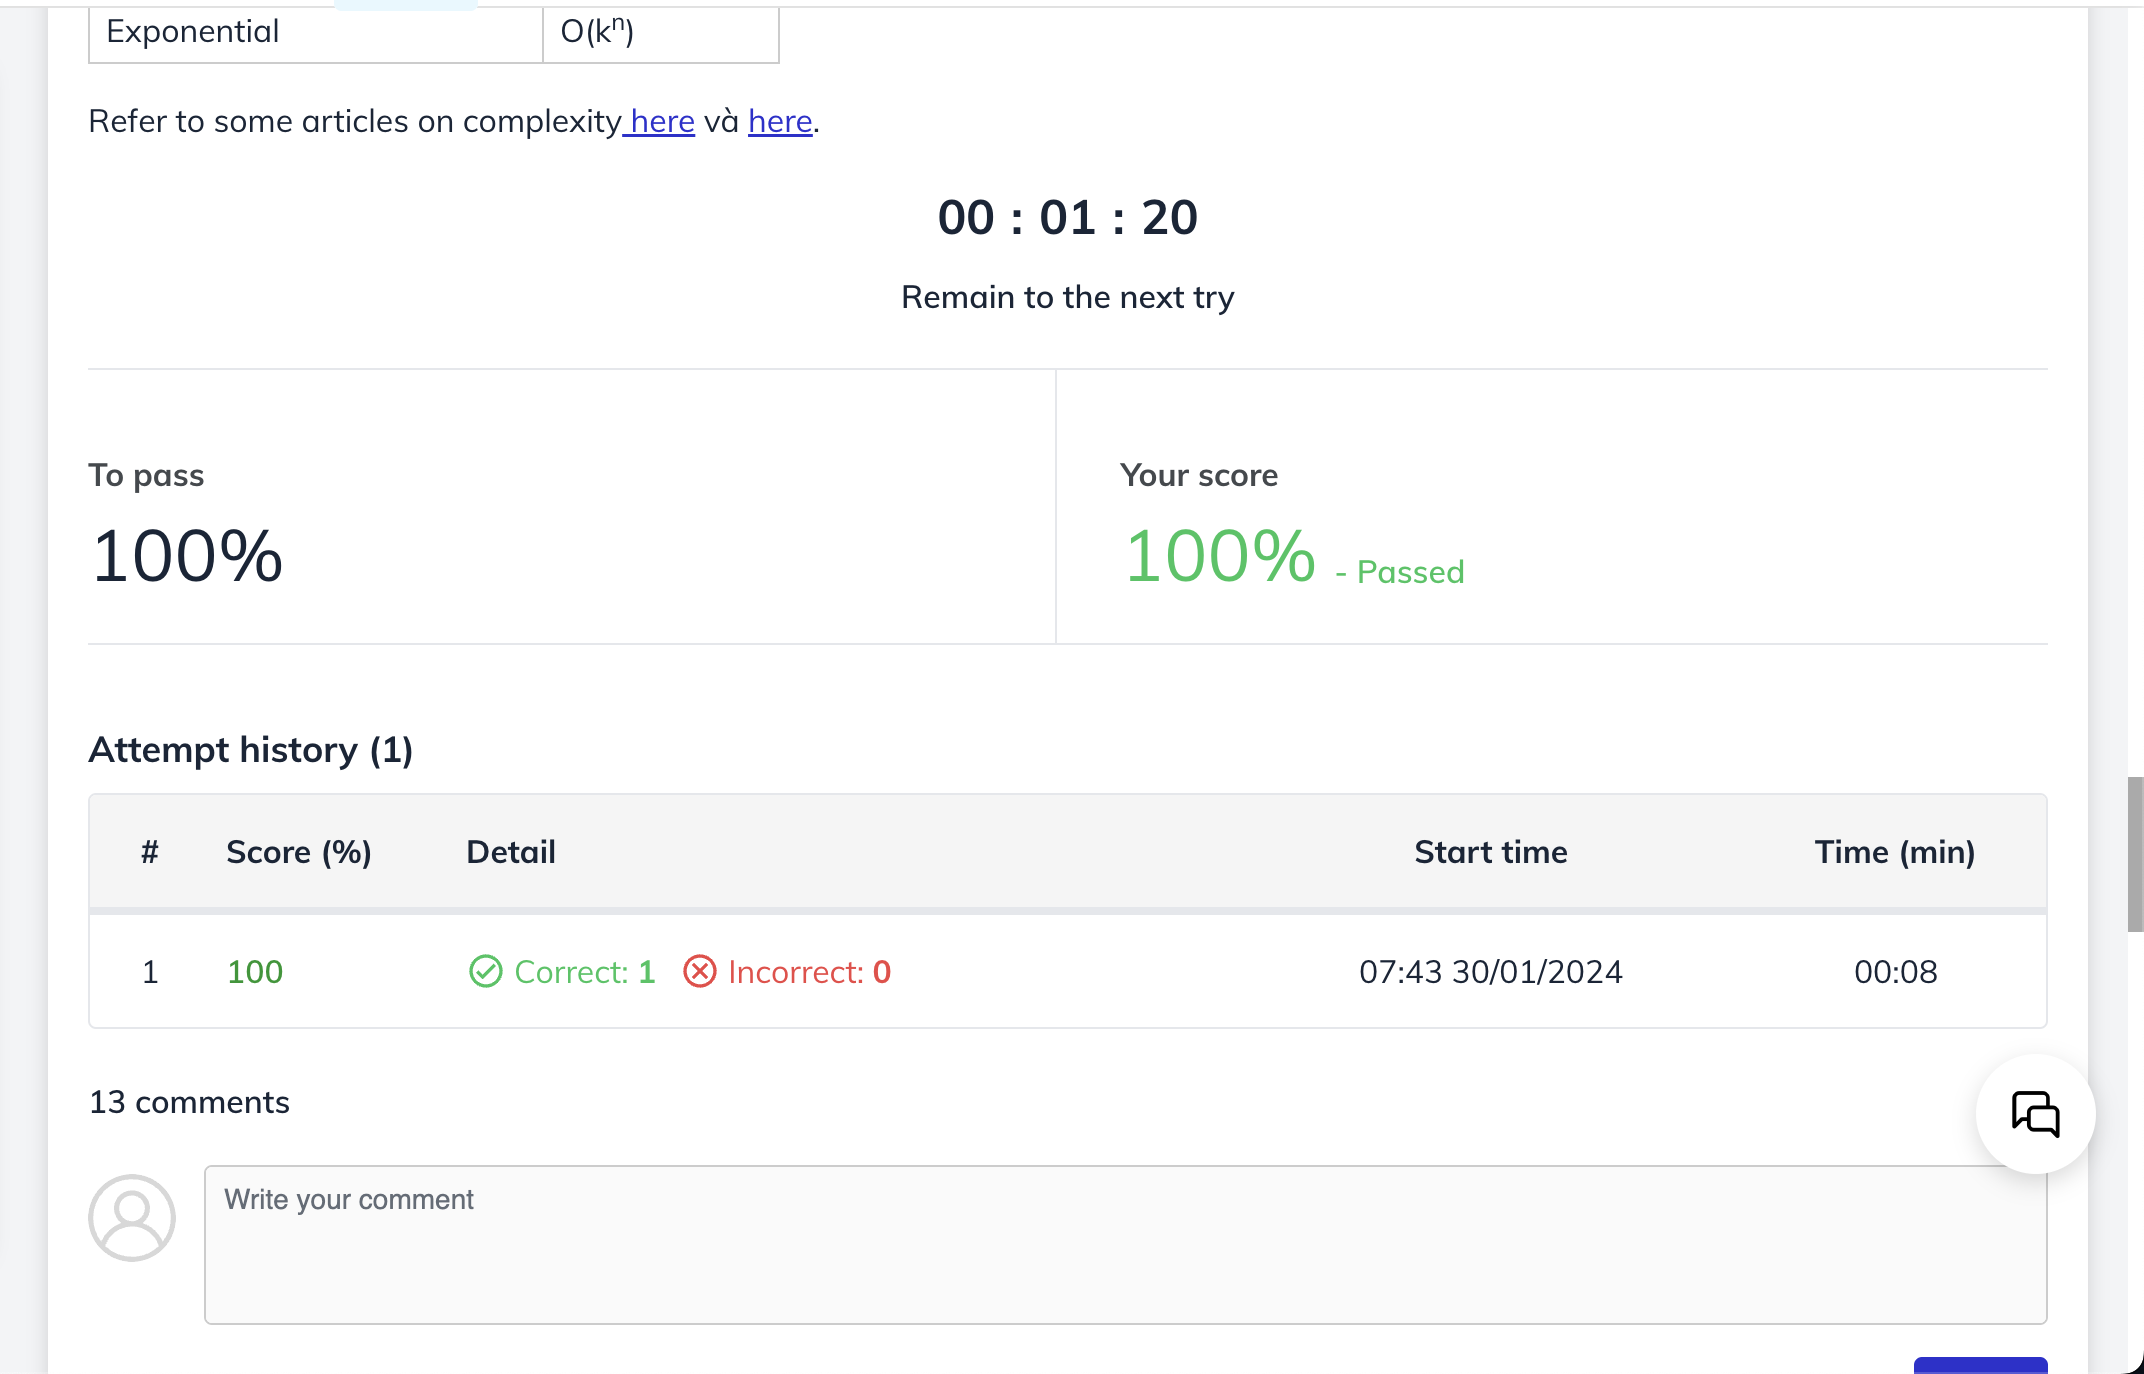 Exponential O(kⁿ)
Refer to some articles on complexity here và here.
00 : 01 : 20
Remain to the next try
To pass
100%
Your score
100% - Passed
Attempt history (1)
# Score (%) Detail Start time Time (min)
1 100 Correct: 1 Incorrect: 0 07:43 30/01/2024 00:08
13 comments
Write your comment